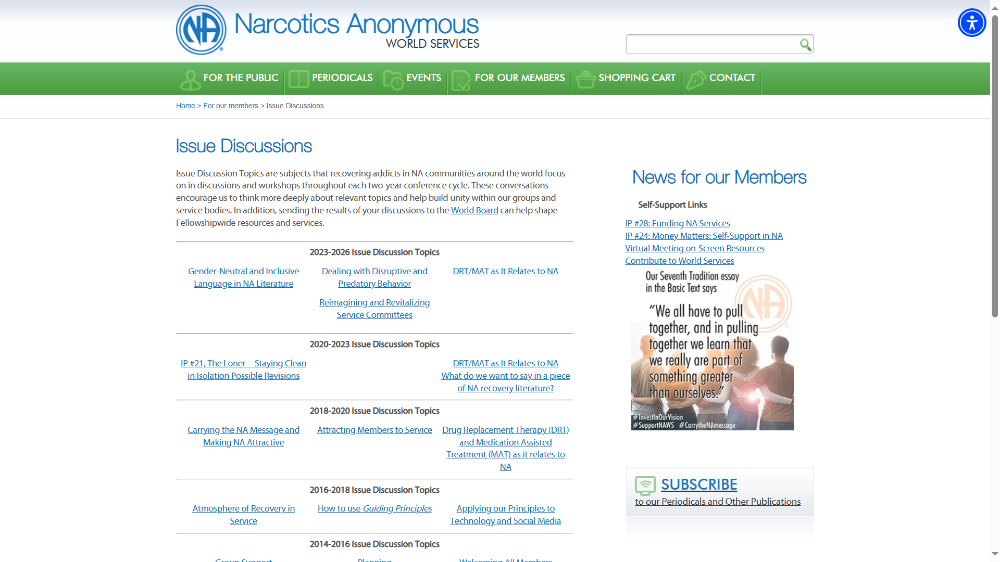 NA Narcotics Anonymous
WORLD SERVICES
FOR THE PUBLIC
PERIODICALS
EVENTS
FOR OUR MEMBERS
SHOPPING CART
CONTACT
Home > For our members > Issue Discussions
Issue Discussions
Issue Discussion Topics are subjects that recovering addicts in NA communities around the world focus
on in discussions and workshops throughout each two-year conference cycle. These conversations
encourage us to think more deeply about relevant topics and help build unity within our groups and
service bodies. In addition, sending the results of your discussions to the World Board can help shape
Fellowshipwide resources and services.
2023-2026 Issue Discussion Topics
Gender-Neutral and Inclusive
Language in NA Literature
Dealing with Disruptive and
Predatory Behavior
DRT/MAT as It Relates to NA
Reimagining and Revitalizing
Service Committees
2020-2023 Issue Discussion Topics
IP #21, The Loner—Staying Clean
in Isolation Possible Revisions
DRT/MAT as It Relates to NA
What do we want to say in a piece
of NA recovery literature?
2018-2020 Issue Discussion Topics
Carrying the NA Message and
Making NA Attractive
Attracting Members to Service
Drug Replacement Therapy (DRT)
and Medication Assisted
Treatment (MAT) as it relates to
NA
2016-2018 Issue Discussion Topics
Atmosphere of Recovery in
Service
How to use Guiding Principles
Applying our Principles to
Technology and Social Media
2014-2016 Issue Discussion Topics
Group Support
Planning
Welcoming All Members
News for our Members
Self-Support Links
IP #28: Funding NA Services
IP #24: Money Matters: Self-Support in NA
Virtual Meeting on-Screen Resources
Contribute to World Services
Our Seventh Tradition essay
in the Basic Text says
NA
“We all have to pull
together, and in pulling
together we learn that
we really are part of
something greater
than ourselves.”
#InvestInOurVision
#SupportNAWS #CarrytheNAmessage
SUBSCRIBE
to our Periodicals and Other Publications